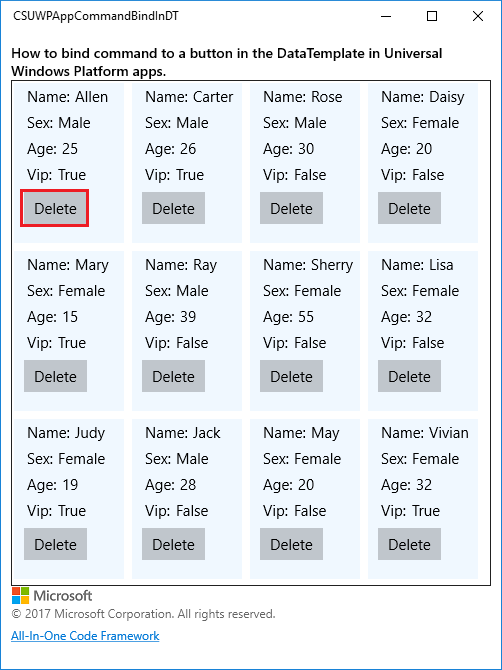 CSUWPAppCommandBindInDT
How to bind command to a button in the DataTemplate in Universal
Windows Platform apps.
Name: Allen
Sex: Male
Age: 25
Vip: True
Delete
Name: Carter
Sex: Male
Age: 26
Vip: True
Delete
Name: Rose
Sex: Male
Age: 30
Vip: False
Delete
Name: Daisy
Sex: Female
Age: 20
Vip: False
Delete
Name: Mary
Sex: Female
Age: 15
Vip: True
Delete
Name: Ray
Sex: Male
Age: 39
Vip: False
Delete
Name: Sherry
Sex: Female
Age: 55
Vip: False
Delete
Name: Lisa
Sex: Female
Age: 32
Vip: False
Delete
Name: Judy
Sex: Female
Age: 19
Vip: True
Delete
Name: Jack
Sex: Male
Age: 28
Vip: False
Delete
Name: May
Sex: Female
Age: 20
Vip: False
Delete
Name: Vivian
Sex: Female
Age: 32
Vip: True
Delete
Microsoft
© 2017 Microsoft Corporation. All rights reserved.
All-In-One Code Framework